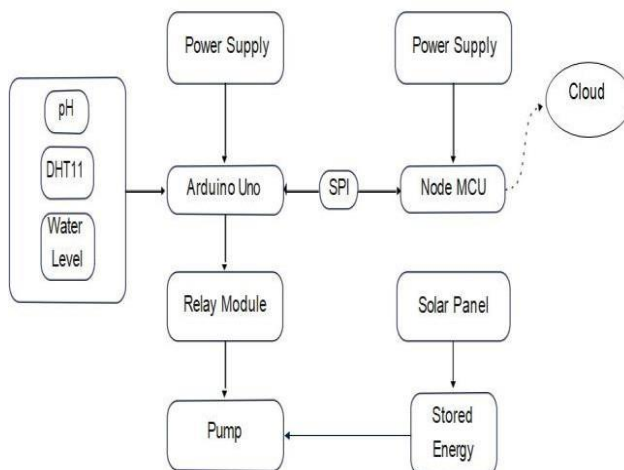 Power Supply
Power Supply
Cloud
pH
DHT11
Water
Level
Arduino Uno
SPI
Node MCU
Relay Module
Solar Panel
Pump
Stored
Energy